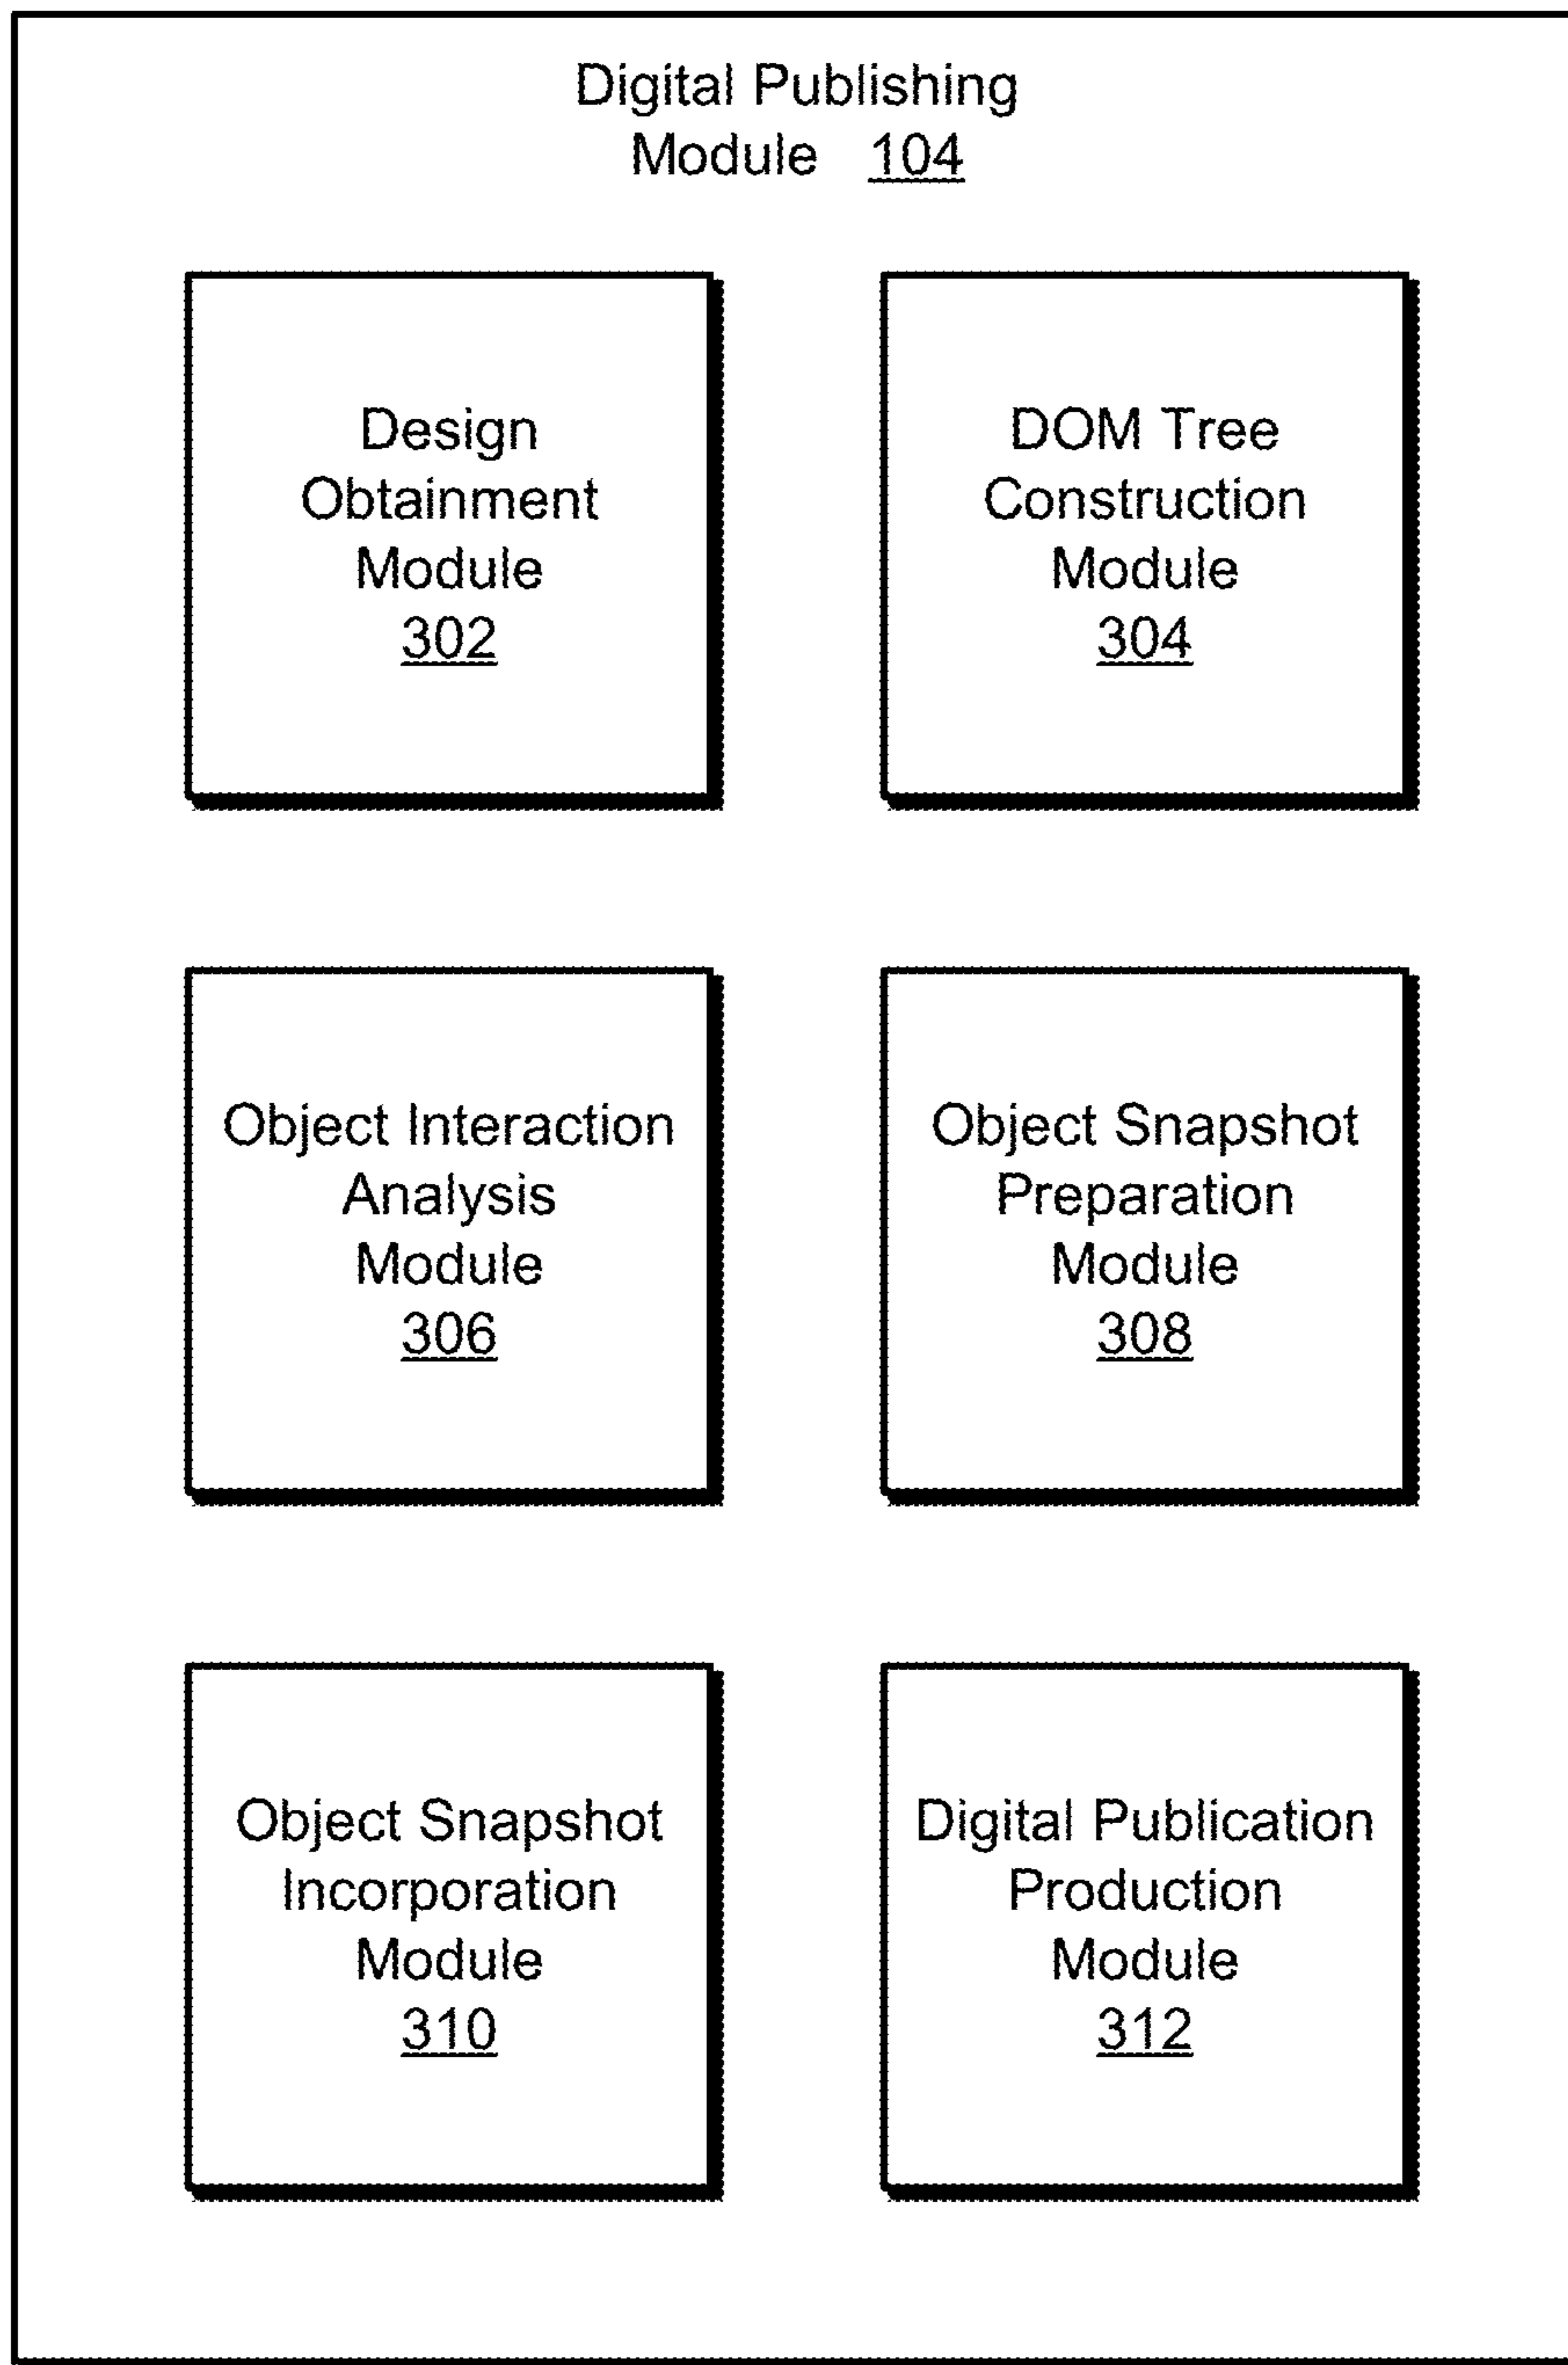 Digital Publishing
Module 104
Design
Obtainment
Module
302
DOM Tree
Construction
Module
304
Object Interaction
Analysis
Module
306
Object Snapshot
Preparation
Module
308
Object Snapshot
Incorporation
Module
310
Digital Publication
Production
Module
312